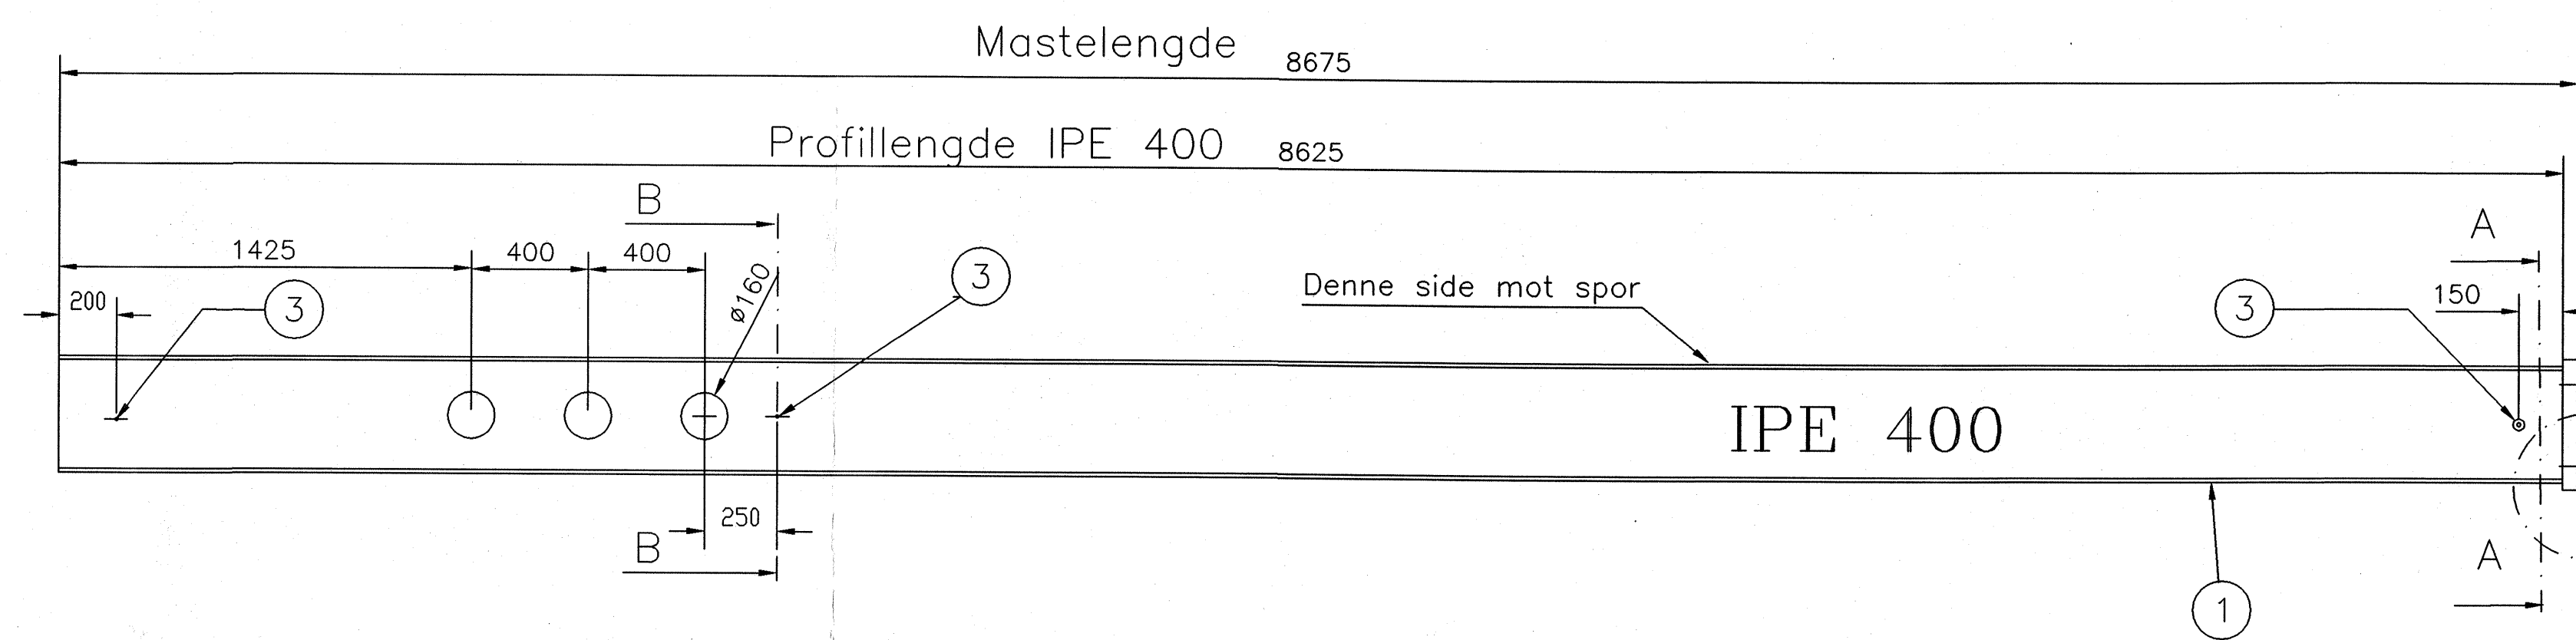 Mastelengde 8675
Profillengde IPE 400 8625
B
A
1425
400
400
ø160
3
Denne side mot spor
200
3
3
150
IPE 400
250
B
A
1